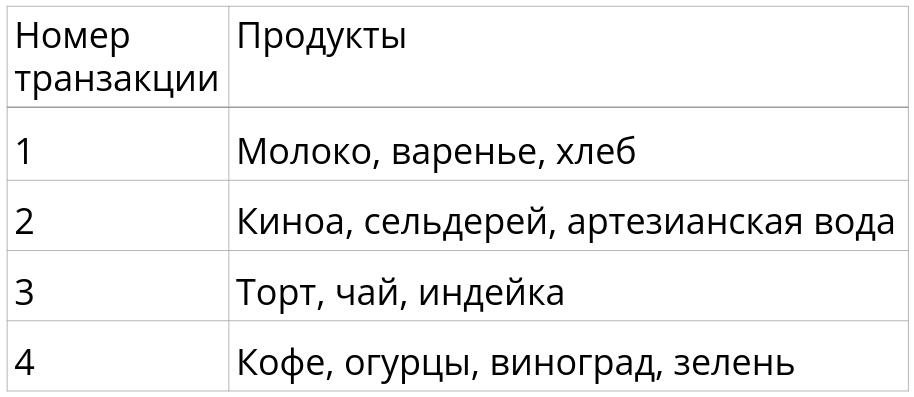 Номер транзакции Продукты
1 Молоко, варенье, хлеб
2 Киноа, сельдерей, артезианская вода
3 Торт, чай, индейка
4 Кофе, огурцы, виноград, зелень